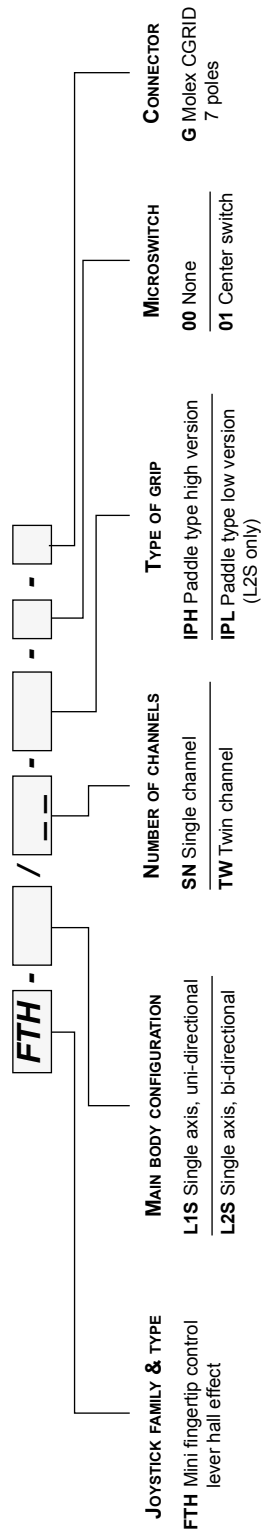 FTH - / _ _ - - -
JOYSTICK FAMILY & TYPE
FTH Mini fingertip control
lever hall effect
MAIN BODY CONFIGURATION
L1S Single axis, uni-directional
L2S Single axis, bi-directional
NUMBER OF CHANNELS
SN Single channel
TW Twin channel
TYPE OF GRIP
IPH Paddle type high version
IPL Paddle type low version
(L2S only)
MICROSWITCH
00 None
01 Center switch
CONNECTOR
G Molex CGRID
7 poles